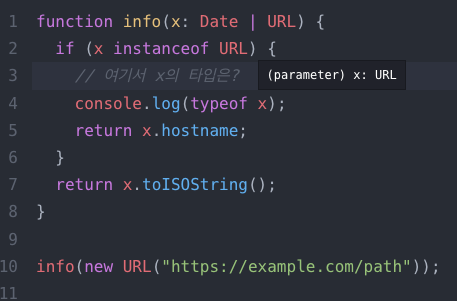 1 function info(x: Date | URL) {
2   if (x instanceof URL) {
3     // 여기서 x의 타입은? (parameter) x: URL
4     console.log(typeof x);
5     return x.hostname;
6   }
7   return x.toISOString();
8 }
9
10 info(new URL("https://example.com/path"));
11